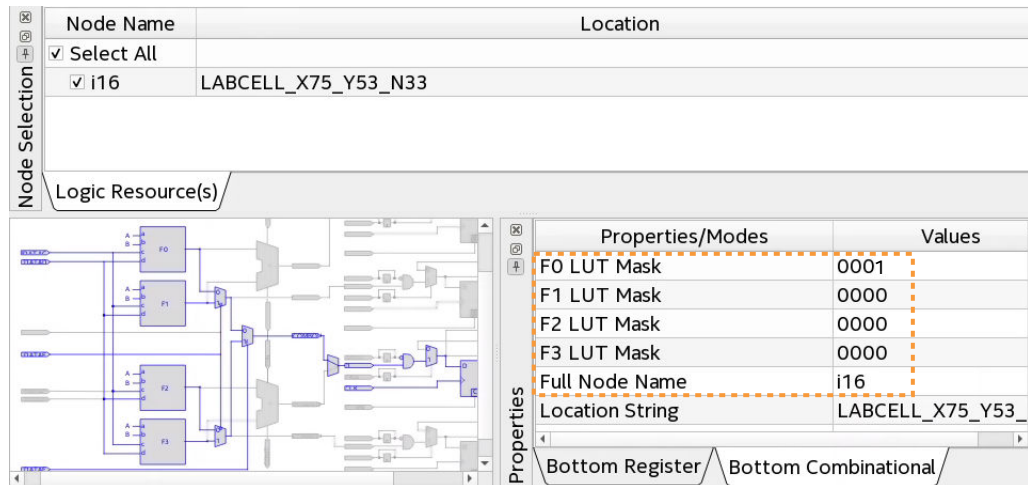 Node Name Location
Select All
i16 LABCELL_X75_Y53_N33
Node Selection
Logic Resource(s)
A
B
F0
A
B
F1
A
B
F2
A
B
F3
Properties/Modes Values
F0 LUT Mask 0001
F1 LUT Mask 0000
F2 LUT Mask 0000
F3 LUT Mask 0000
Full Node Name i16
Location String LABCELL_X75_Y53_
Properties
Bottom Register Bottom Combinational